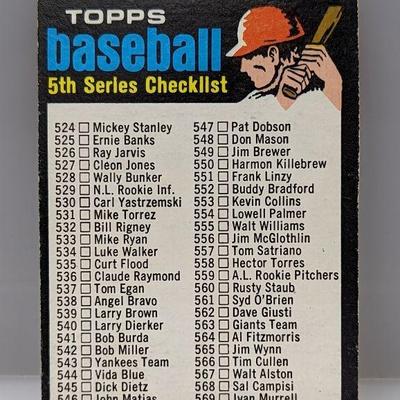 TOPPS
baseball
5th Series Checklist
524 Mickey Stanley
525 Ernie Banks
526 Ray Jarvis
527 Cleon Jones
528 Wally Bunker
529 N.L. Rookie Inf.
530 Carl Yastrzemski
531 Mike Torrez
532 Bill Rigney
533 Mike Ryan
534 Luke Walker
535 Curt Flood
536 Claude Raymond
537 Tom Egan
538 Angel Bravo
539 Larry Brown
540 Larry Dierker
541 Bob Burda
542 Bob Miller
543 Yankees Team
544 Vida Blue
545 Dick Dietz
546 John Matias
547 Pat Dobson
548 Don Mason
549 Jim Brewer
550 Harmon Killebrew
551 Frank Linzy
552 Buddy Bradford
553 Kevin Collins
554 Lowell Palmer
555 Walt Williams
556 Jim McGlothlin
557 Tom Satriano
558 Hector Torres
559 A.L. Rookie Pitchers
560 Rusty Staub
561 Syd O'Brien
562 Dave Giusti
563 Giants Team
564 Al Fitzmorris
565 Jim Wynn
566 Tim Cullen
567 Walt Alston
568 Sal Campisi
569 Ivan Murrell